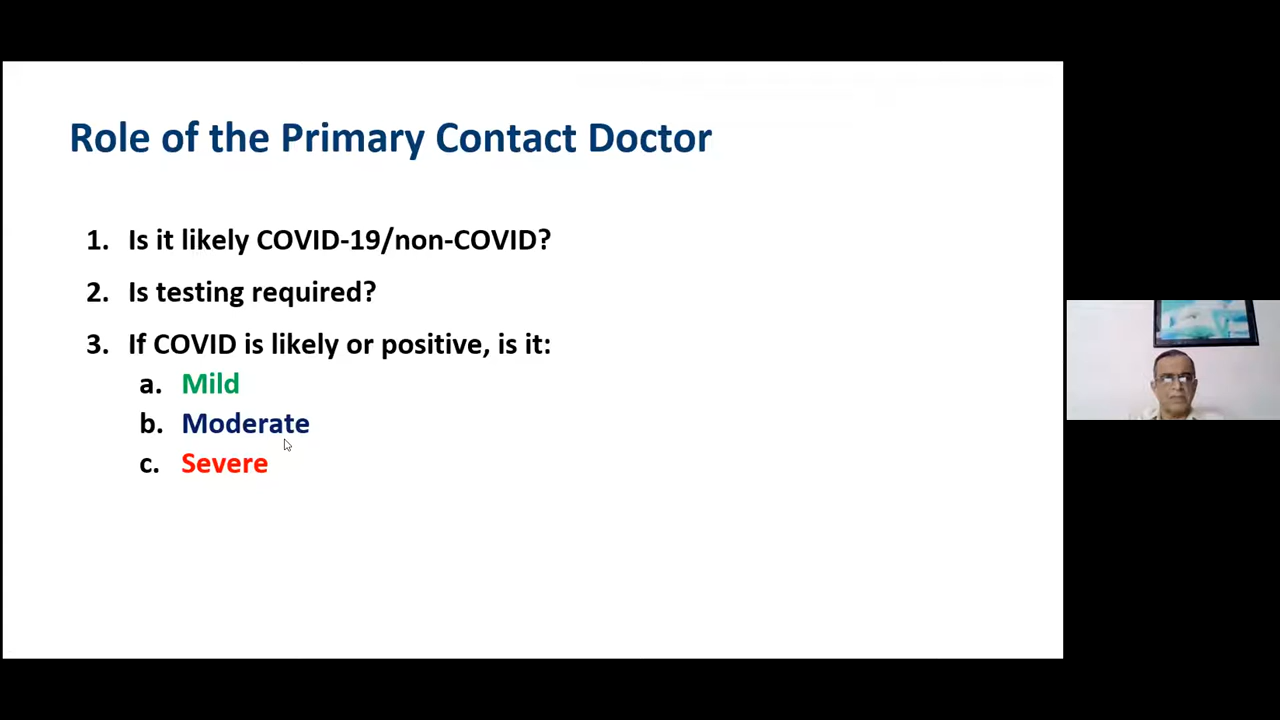 Role of the Primary Contact Doctor
1. Is it likely COVID-19/non-COVID?
2. Is testing required?
3. If COVID is likely or positive, is it:
a. Mild
b. Moderate
c. Severe